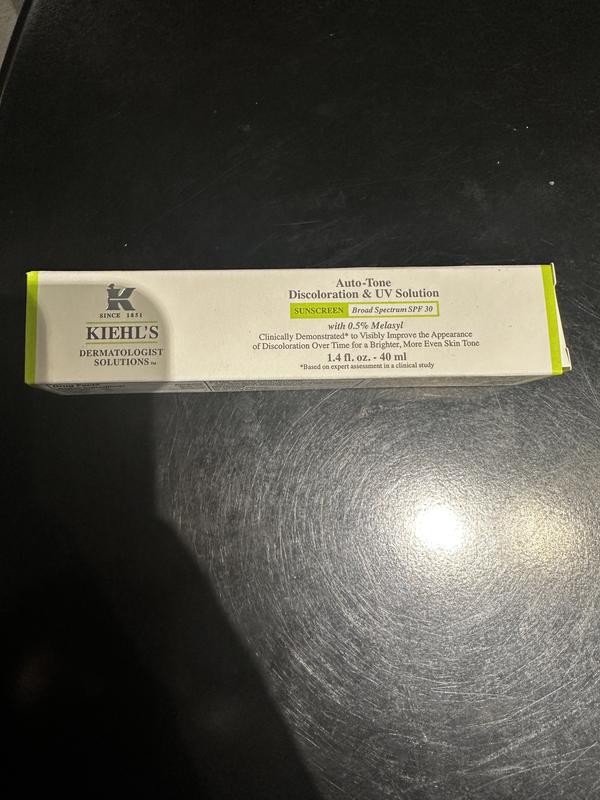 K
SINCE 1851
KIEHL'S
DERMATOLOGIST
SOLUTIONS™
Auto-Tone
Discoloration & UV Solution
SUNSCREEN Broad Spectrum SPF 30
with 0.5% Melasyl
Clinically Demonstrated* to Visibly Improve the Appearance
of Discoloration Over Time for a Brighter, More Even Skin Tone
1.4 fl. oz. - 40 ml
*Based on expert assessment in a clinical study